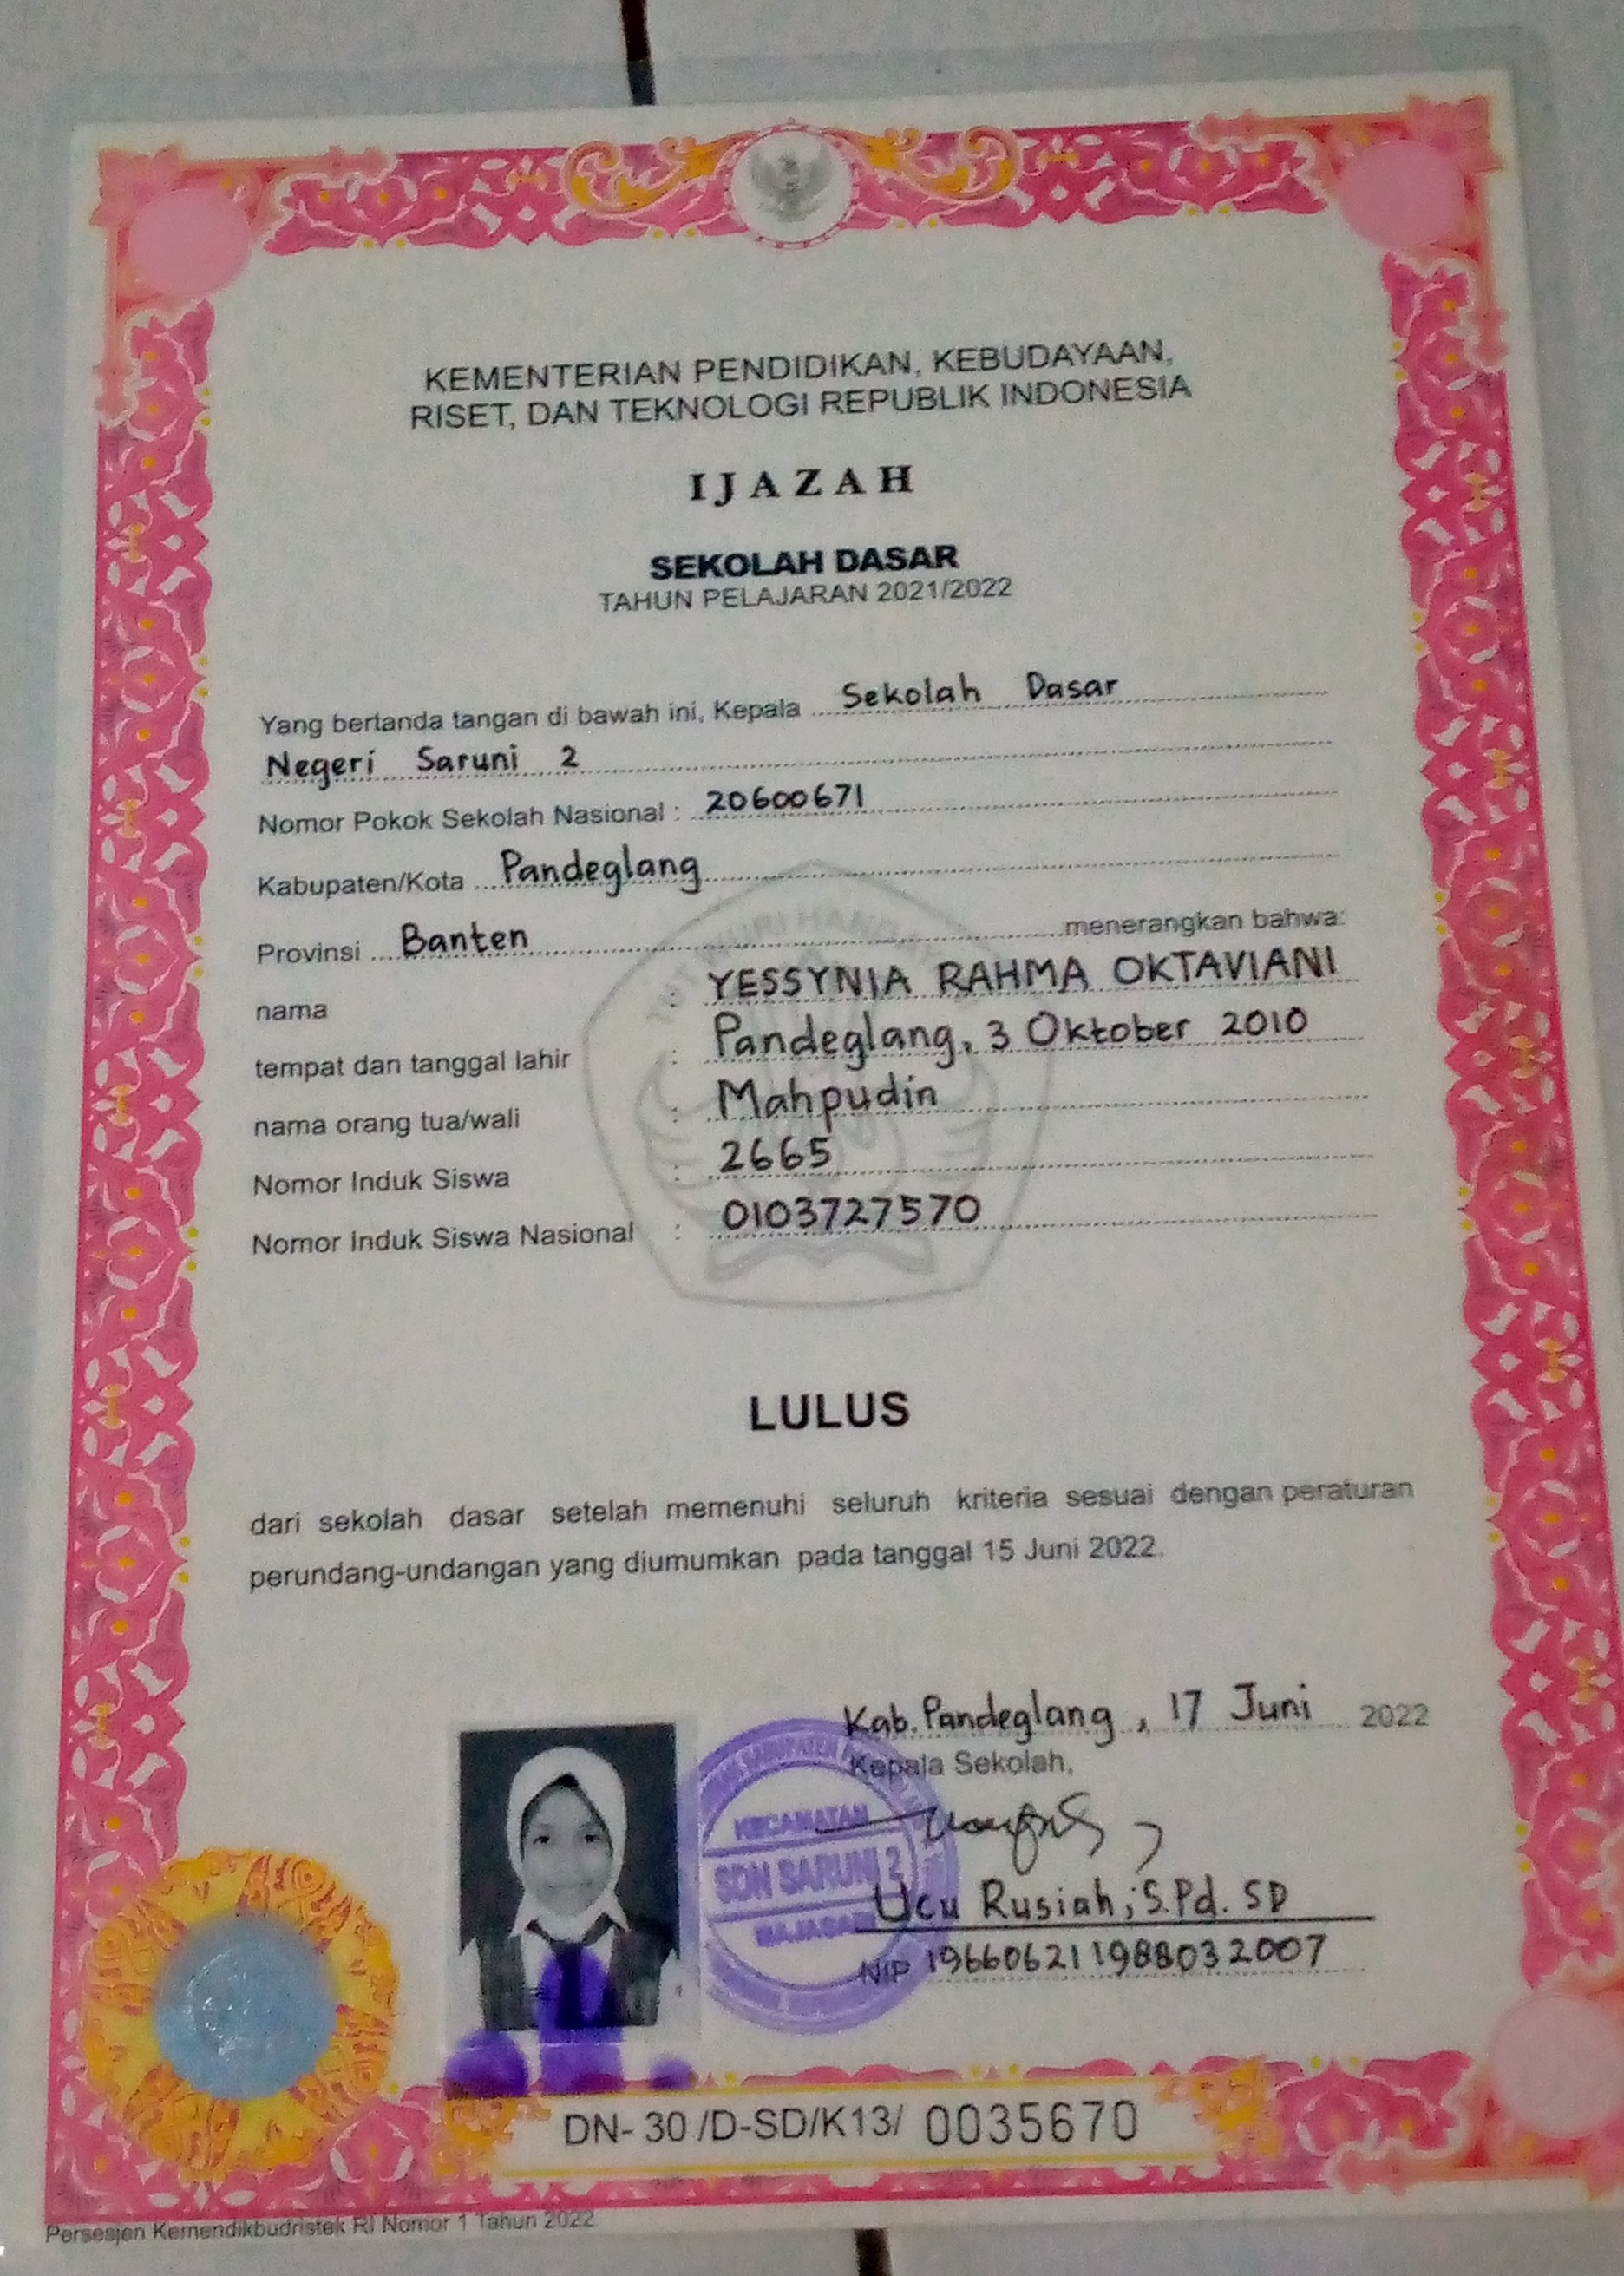 KEMENTERIAN PENDIDIKAN, KEBUDAYAAN,
RISET, DAN TEKNOLOGI REPUBLIK INDONESIA
IJAZAH
SEKOLAH DASAR
TAHUN PELAJARAN 2021/2022
Yang bertanda tangan di bawah ini, Kepala Sekolah Dasar
Negeri Saruni 2
Nomor Pokok Sekolah Nasional : 20600671
Kabupaten/Kota Pandeglang
Provinsi Banten menerangkan bahwa:
nama : YESSYNIA RAHMA OKTAVIANI
tempat dan tanggal lahir : Pandeglang, 3 Oktober 2010
nama orang tua/wali : Mahpudin
Nomor Induk Siswa : 2665
Nomor Induk Siswa Nasional : 0103727570
LULUS
dari sekolah dasar setelah memenuhi seluruh kriteria sesuai dengan peraturan
perundang-undangan yang diumumkan pada tanggal 15 Juni 2022.
Kab. Pandeglang, 17 Juni 2022
Kepala Sekolah,
KECAMATAN
SDN SARUNI 2
Ucu Rusiah, S.Pd. SD
NIP 196606211988032007
DN- 30 /D-SD/K13/ 0035670
Persesjen Kemendikbudristek RI Nomor 1 Tahun 2022